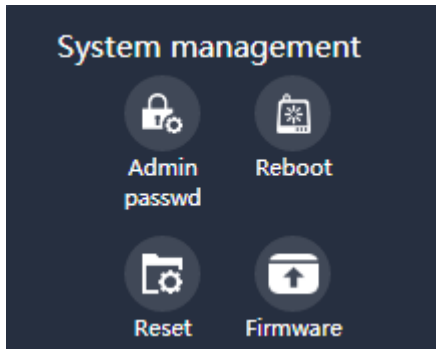 System management
Admin
passwd
Reboot
Reset
Firmware